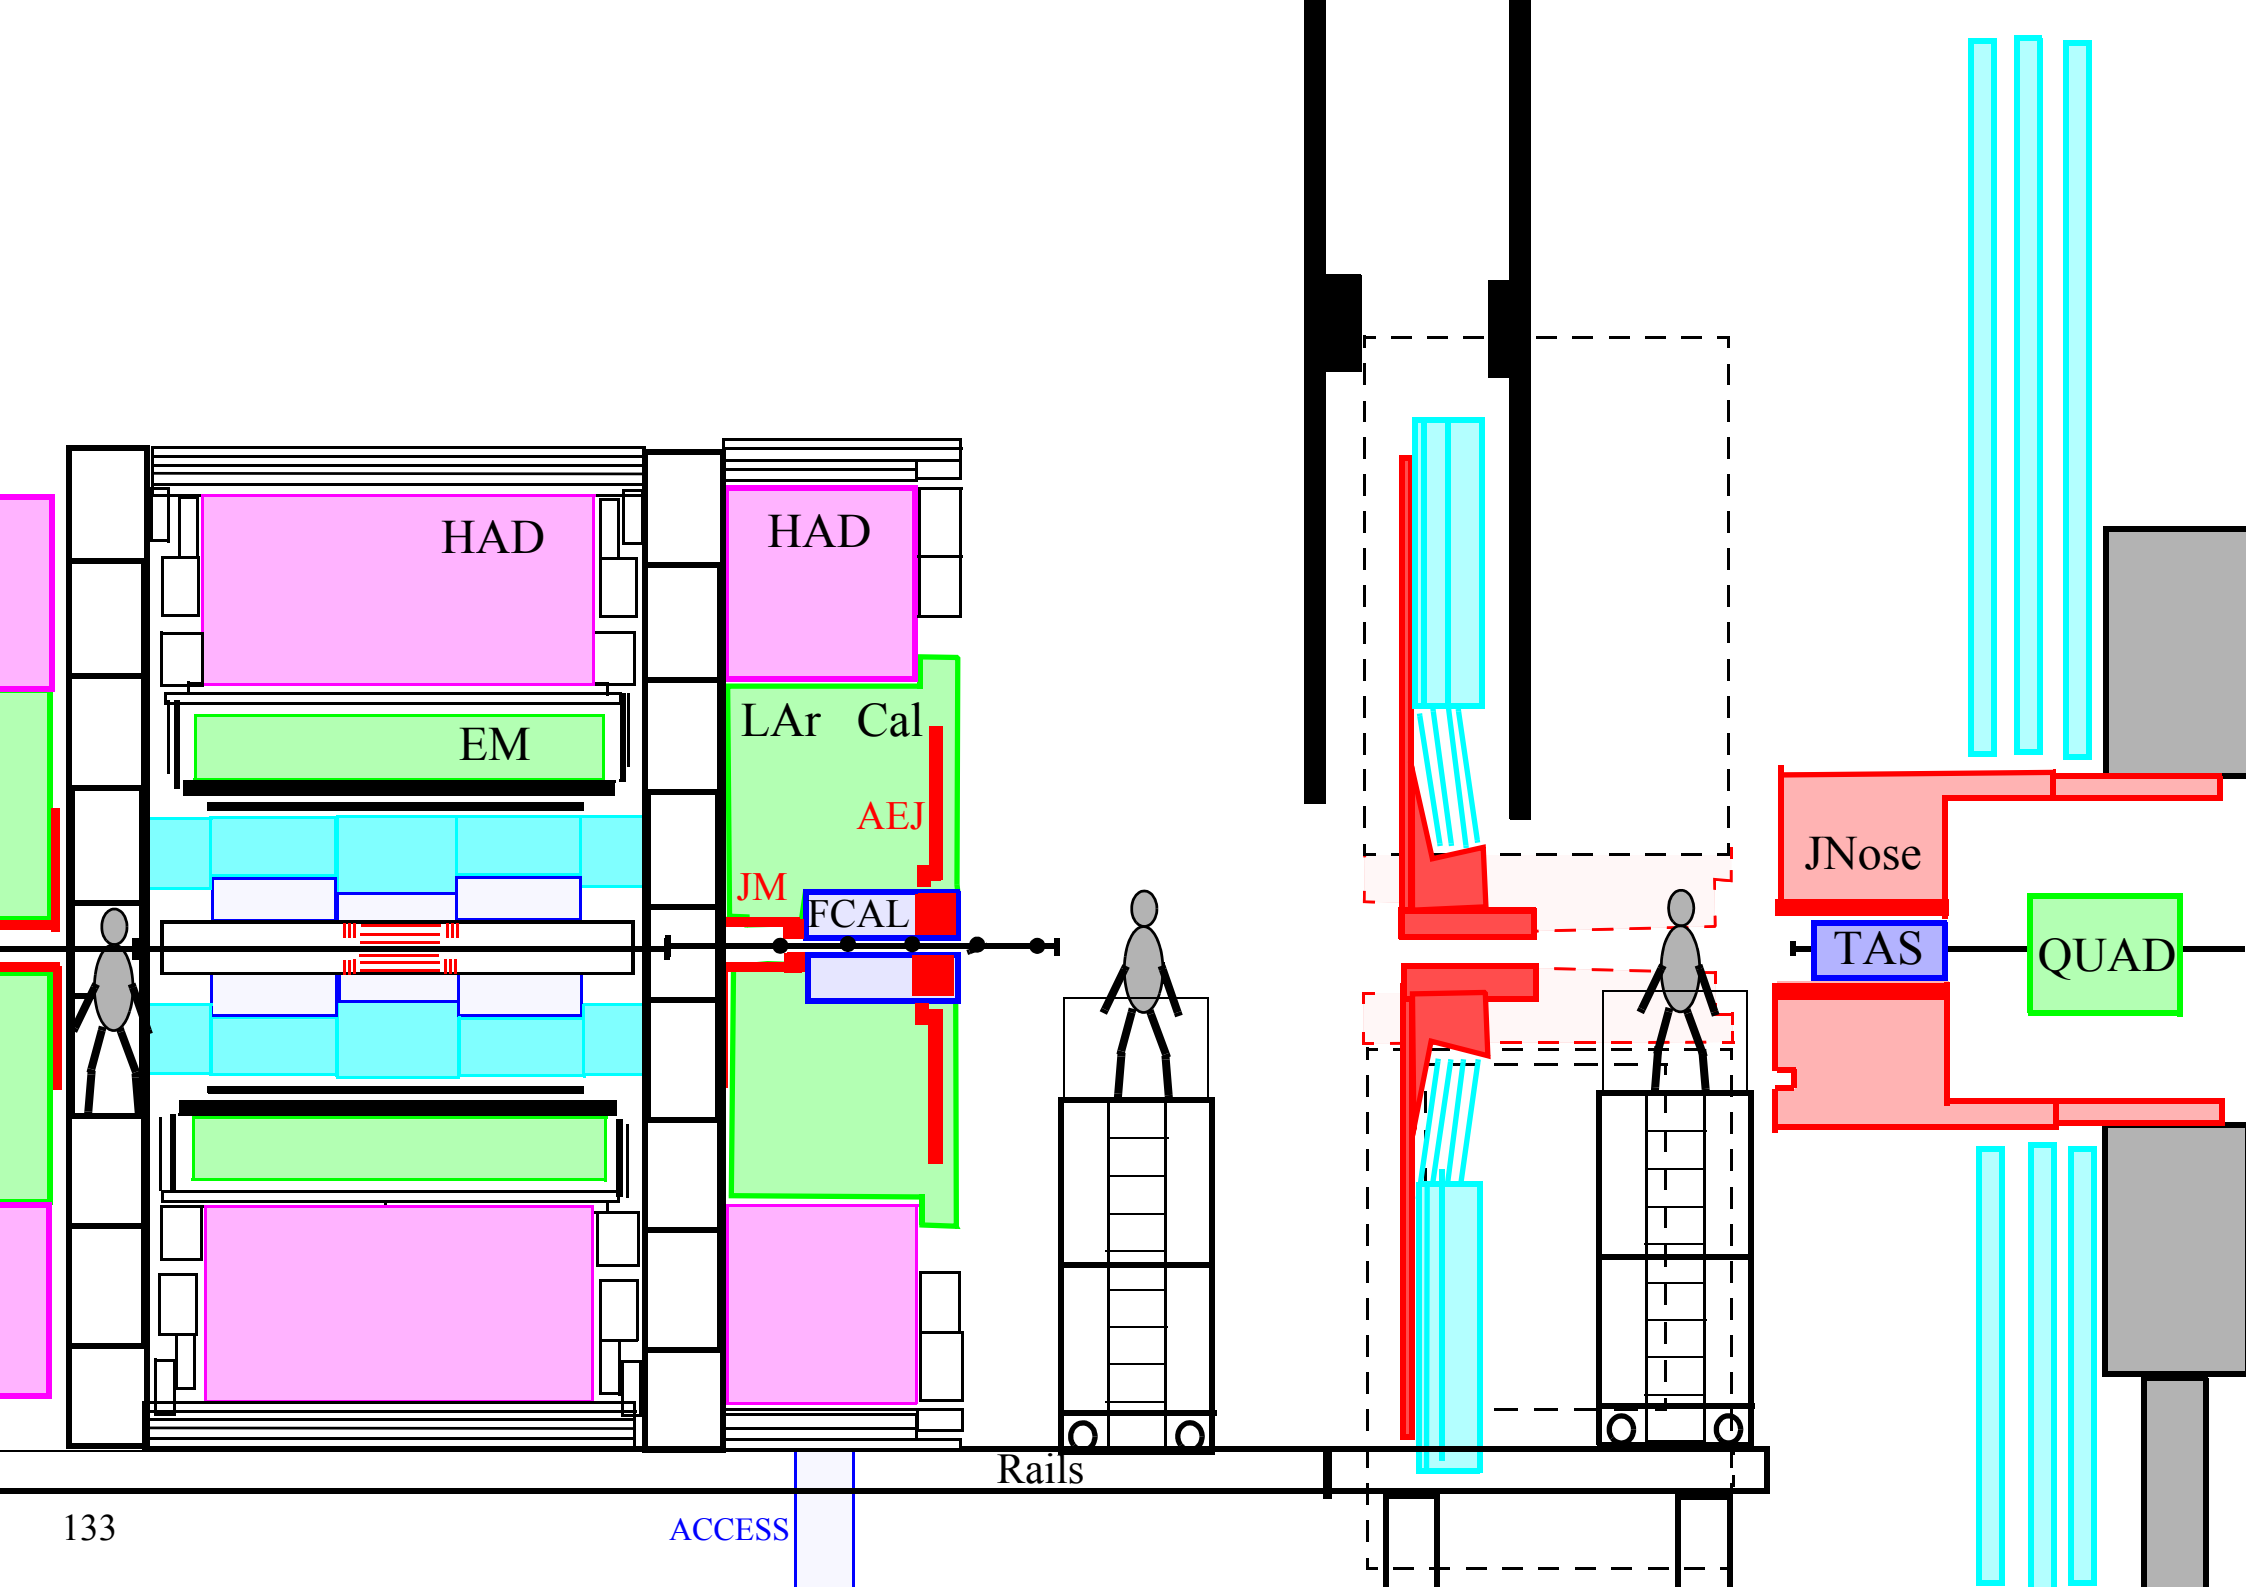 HAD
HAD
LAr Cal
EM
AEJ
JNose
JM
FCAL
TAS
QUAD
Rails
133
ACCESS